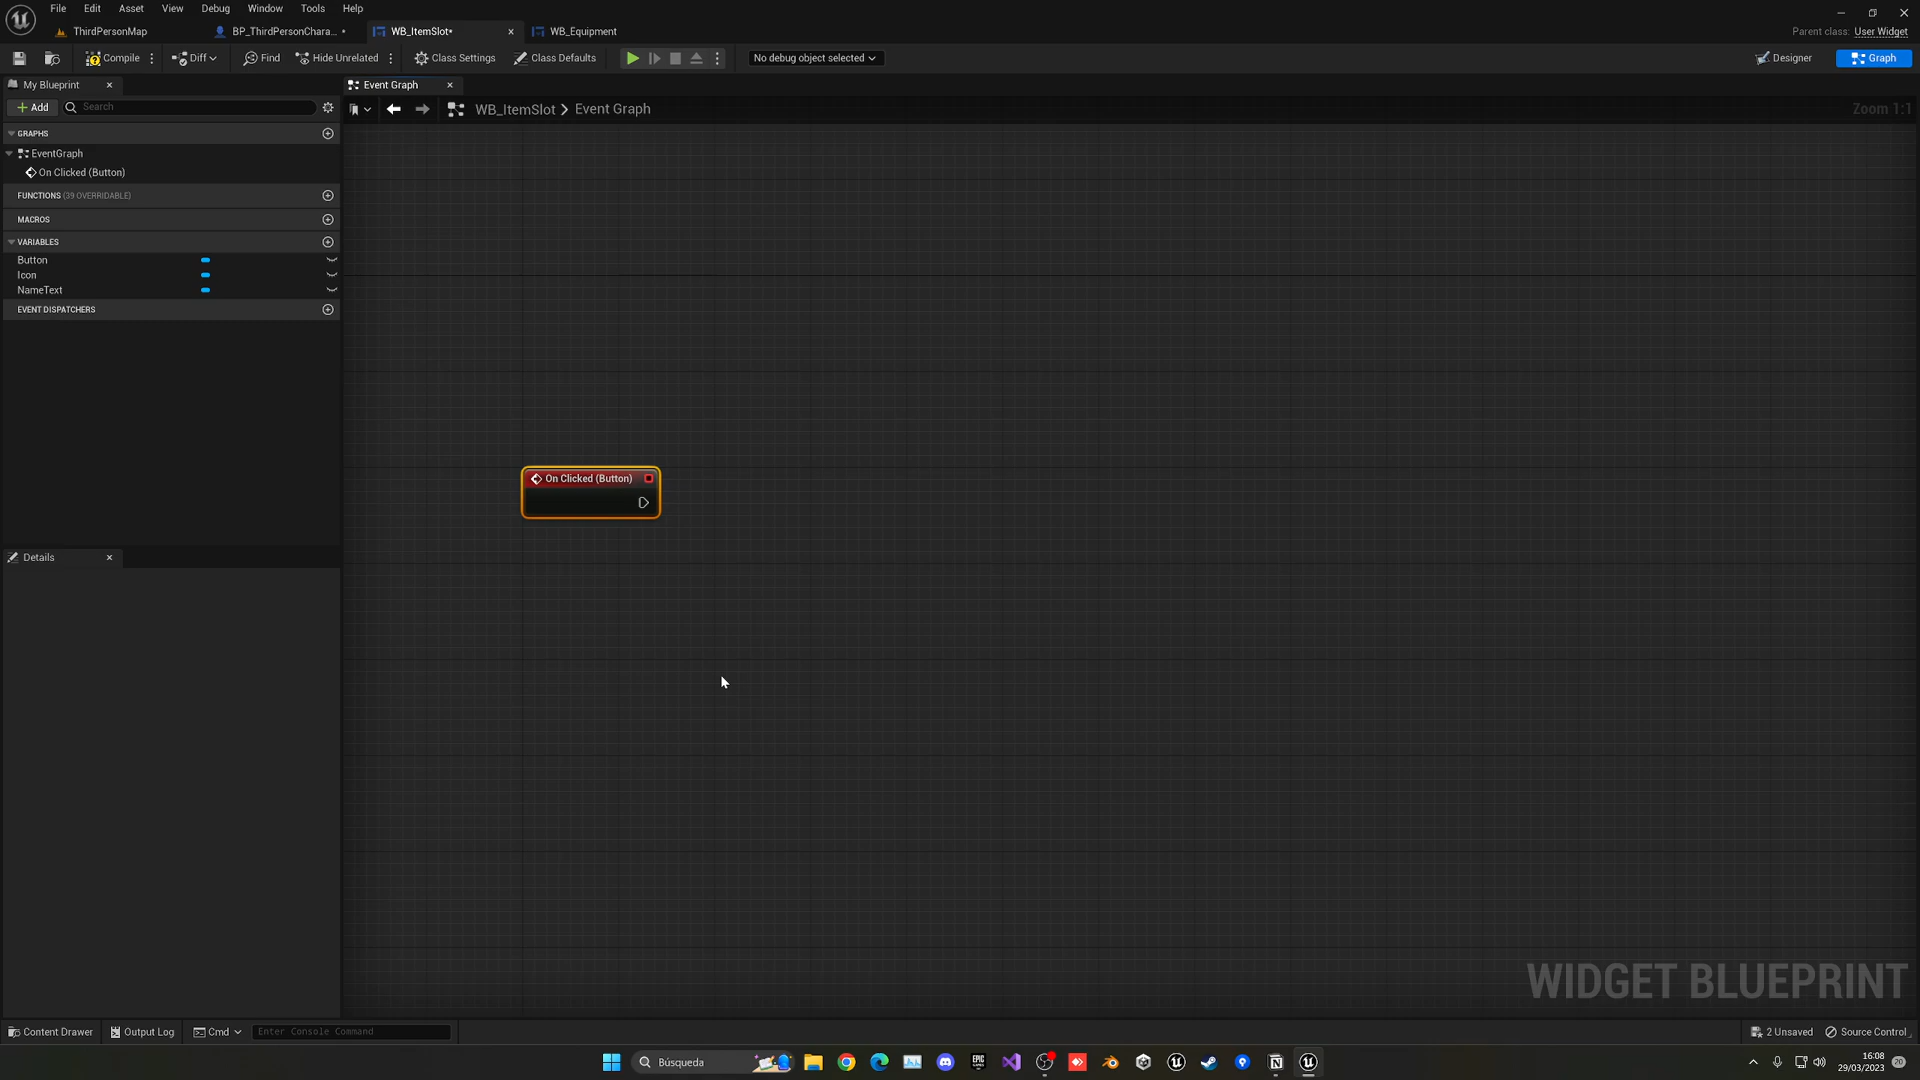 File Edit Asset View Debug Window Tools Help
ThirdPersonMap
BP_ThirdPersonChara... •
WB_ItemSlot•
WB_Equipment
Parent class: User Widget
Compile
Diff
Find
Hide Unrelated
Class Settings
Class Defaults
No debug object selected
Designer
Graph
My Blueprint
Event Graph
Add
Search
WB_ItemSlot > Event Graph
Zoom 1:1
GRAPHS
EventGraph
On Clicked (Button)
FUNCTIONS (39 OVERRIDABLE)
MACROS
VARIABLES
Button
Icon
NameText
EVENT DISPATCHERS
On Clicked (Button)
Details
WIDGET BLUEPRINT
Content Drawer
Output Log
Cmd
Enter Console Command
2 Unsaved
Source Control
Búsqueda
EPIC GAMES
16:08
29/03/2023
20